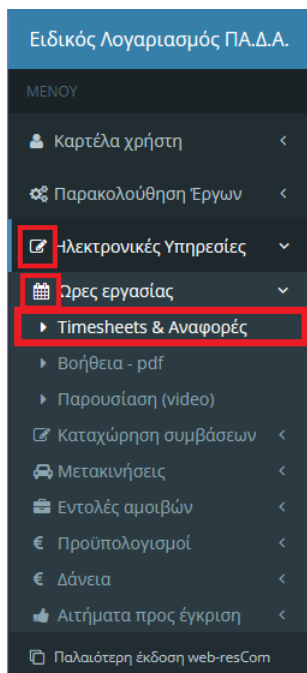 Ειδικός Λογαριασμός ΠΑ.Δ.Α.
ΜΕΝΟΥ
Καρτέλα χρήστη
Παρακολούθηση Έργων
Ηλεκτρονικές Υπηρεσίες
Ώρες εργασίας
Timesheets & Αναφορές
Βοήθεια - pdf
Παρουσίαση (video)
Καταχώρηση συμβάσεων
Μετακινήσεις
Εντολές αμοιβών
€ Προϋπολογισμοί
€ Δάνεια
Αιτήματα προς έγκριση
Παλαιότερη έκδοση web-resCom